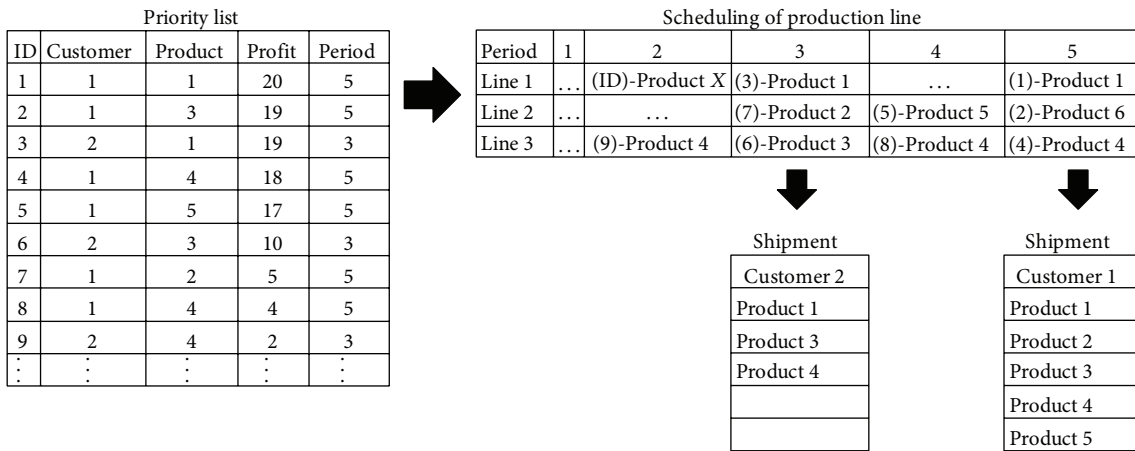 Priority list
ID Customer Product Profit Period
1 1 1 20 5
2 1 3 19 5
3 2 1 19 3
4 1 4 18 5
5 1 5 17 5
6 2 3 10 3
7 1 2 5 5
8 1 4 4 5
9 2 4 2 3
⋮ ⋮ ⋮ ⋮ ⋮
Scheduling of production line
Period 1 2 3 4 5
Line 1 ... (ID)-Product X (3)-Product 1 ... (1)-Product 1
Line 2 ... ... (7)-Product 2 (5)-Product 5 (2)-Product 6
Line 3 ... (9)-Product 4 (6)-Product 3 (8)-Product 4 (4)-Product 4
Shipment
Customer 2
Product 1
Product 3
Product 4
Shipment
Customer 1
Product 1
Product 2
Product 3
Product 4
Product 5